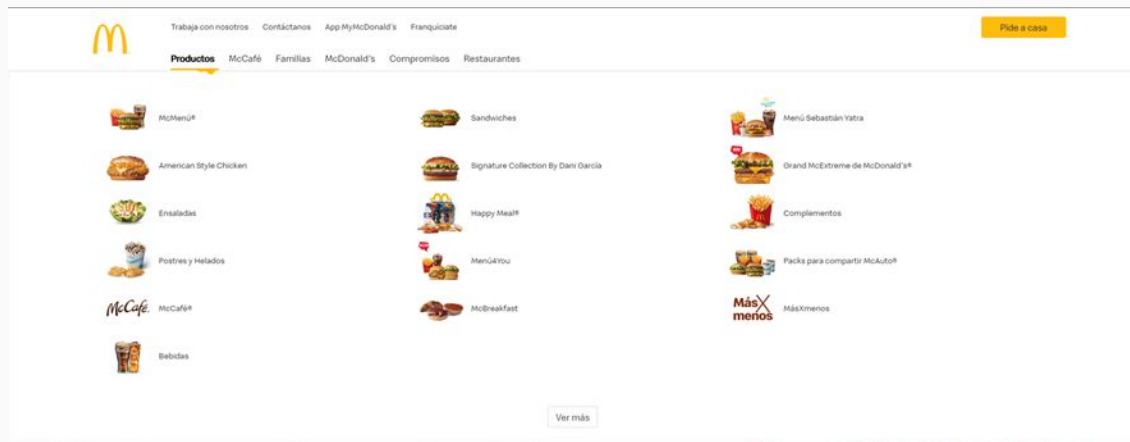 Trabaja con nosotros Contáctanos App MyMcDonald's Franquíciate
Pide a casa
Productos McCafé Familias McDonald's Compromisos Restaurantes
McMenú®
Sandwiches
Menú Sebastián Yatra
American Style Chicken
Signature Collection By Dani García
Grand McExtreme de McDonald's®
Ensaladas
Happy Meal®
Complementos
Postres y Helados
Menú4You
Packs para compartir McAuto®
McCafé.
McCafé®
McBreakfast
MásX
menos
MásXmenos
Bebidas
Ver más